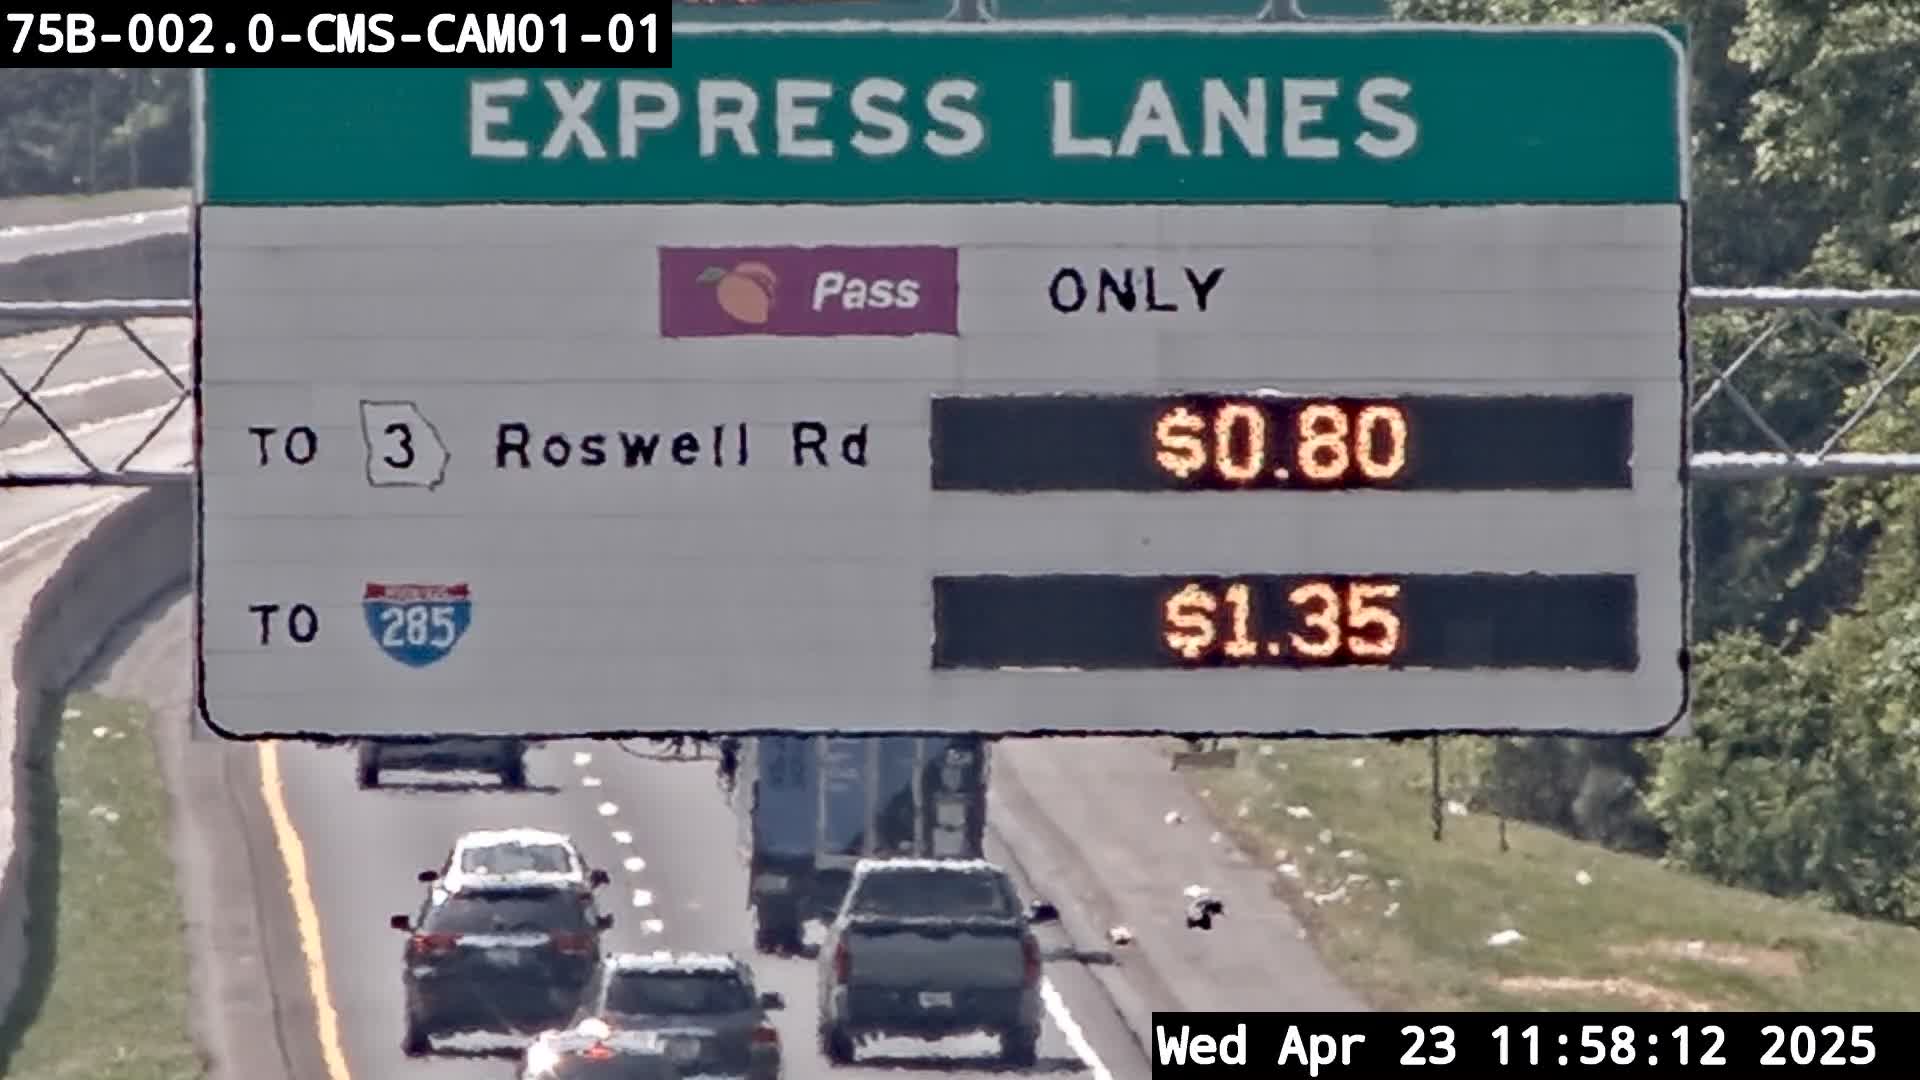 75B-002.0-CMS-CAM01-01
EXPRESS LANES
Pass ONLY
TO 3 Roswell Rd $0.80
TO 285 $1.35
Wed Apr 23 11:58:12 2025